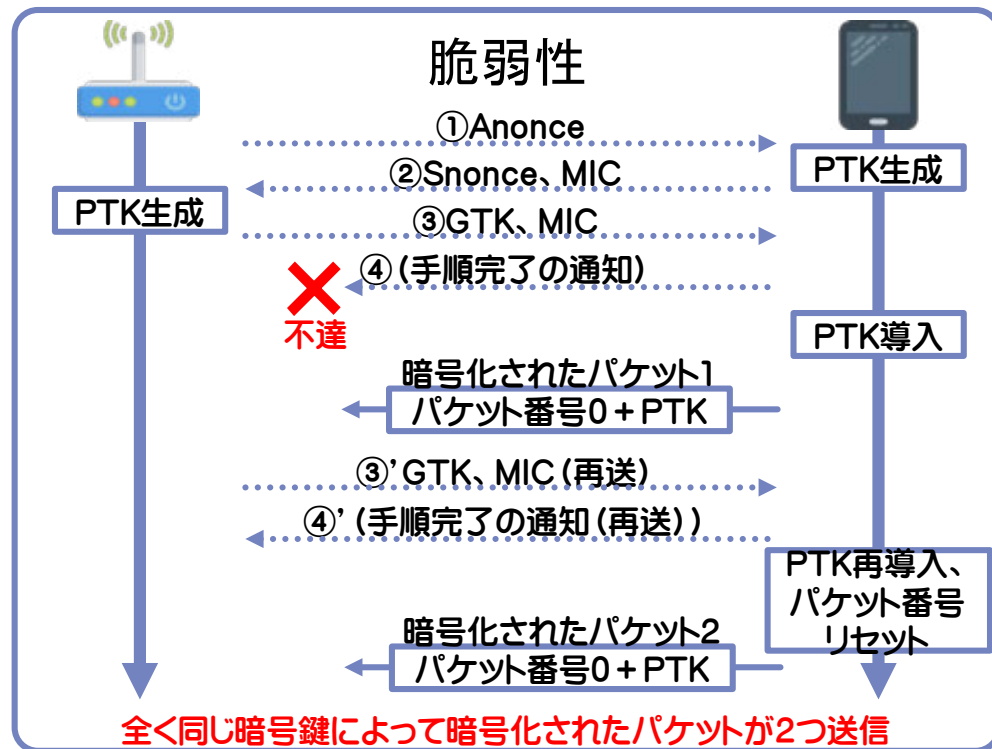 脆弱性
①Anonce
PTK生成
②Snonce、MIC
PTK生成
③GTK、MIC
④(手順完了の通知)
不達
PTK導入
暗号化されたパケット1
パケット番号0+PTK
③'GTK、MIC(再送)
④'(手順完了の通知(再送))
PTK再導入、
パケット番号
リセット
暗号化されたパケット2
パケット番号0+PTK
全く同じ暗号鍵によって暗号化されたパケットが2つ送信